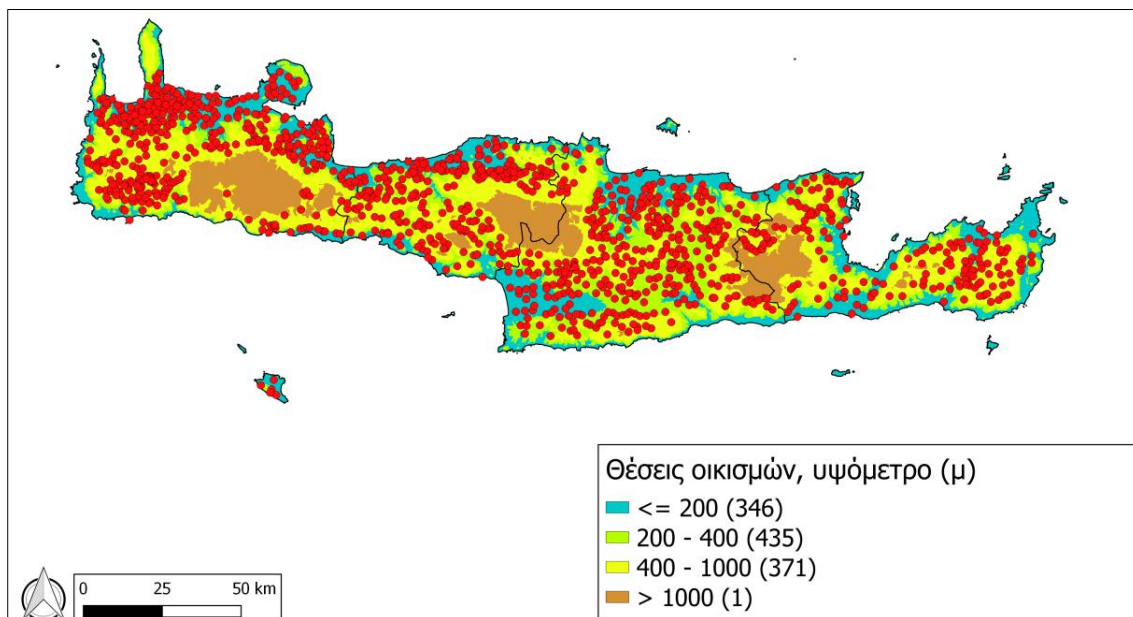 Θέσεις οικισμών, υψόμετρο (μ)
<= 200 (346)
200 - 400 (435)
400 - 1000 (371)
> 1000 (1)
0 25 50 km